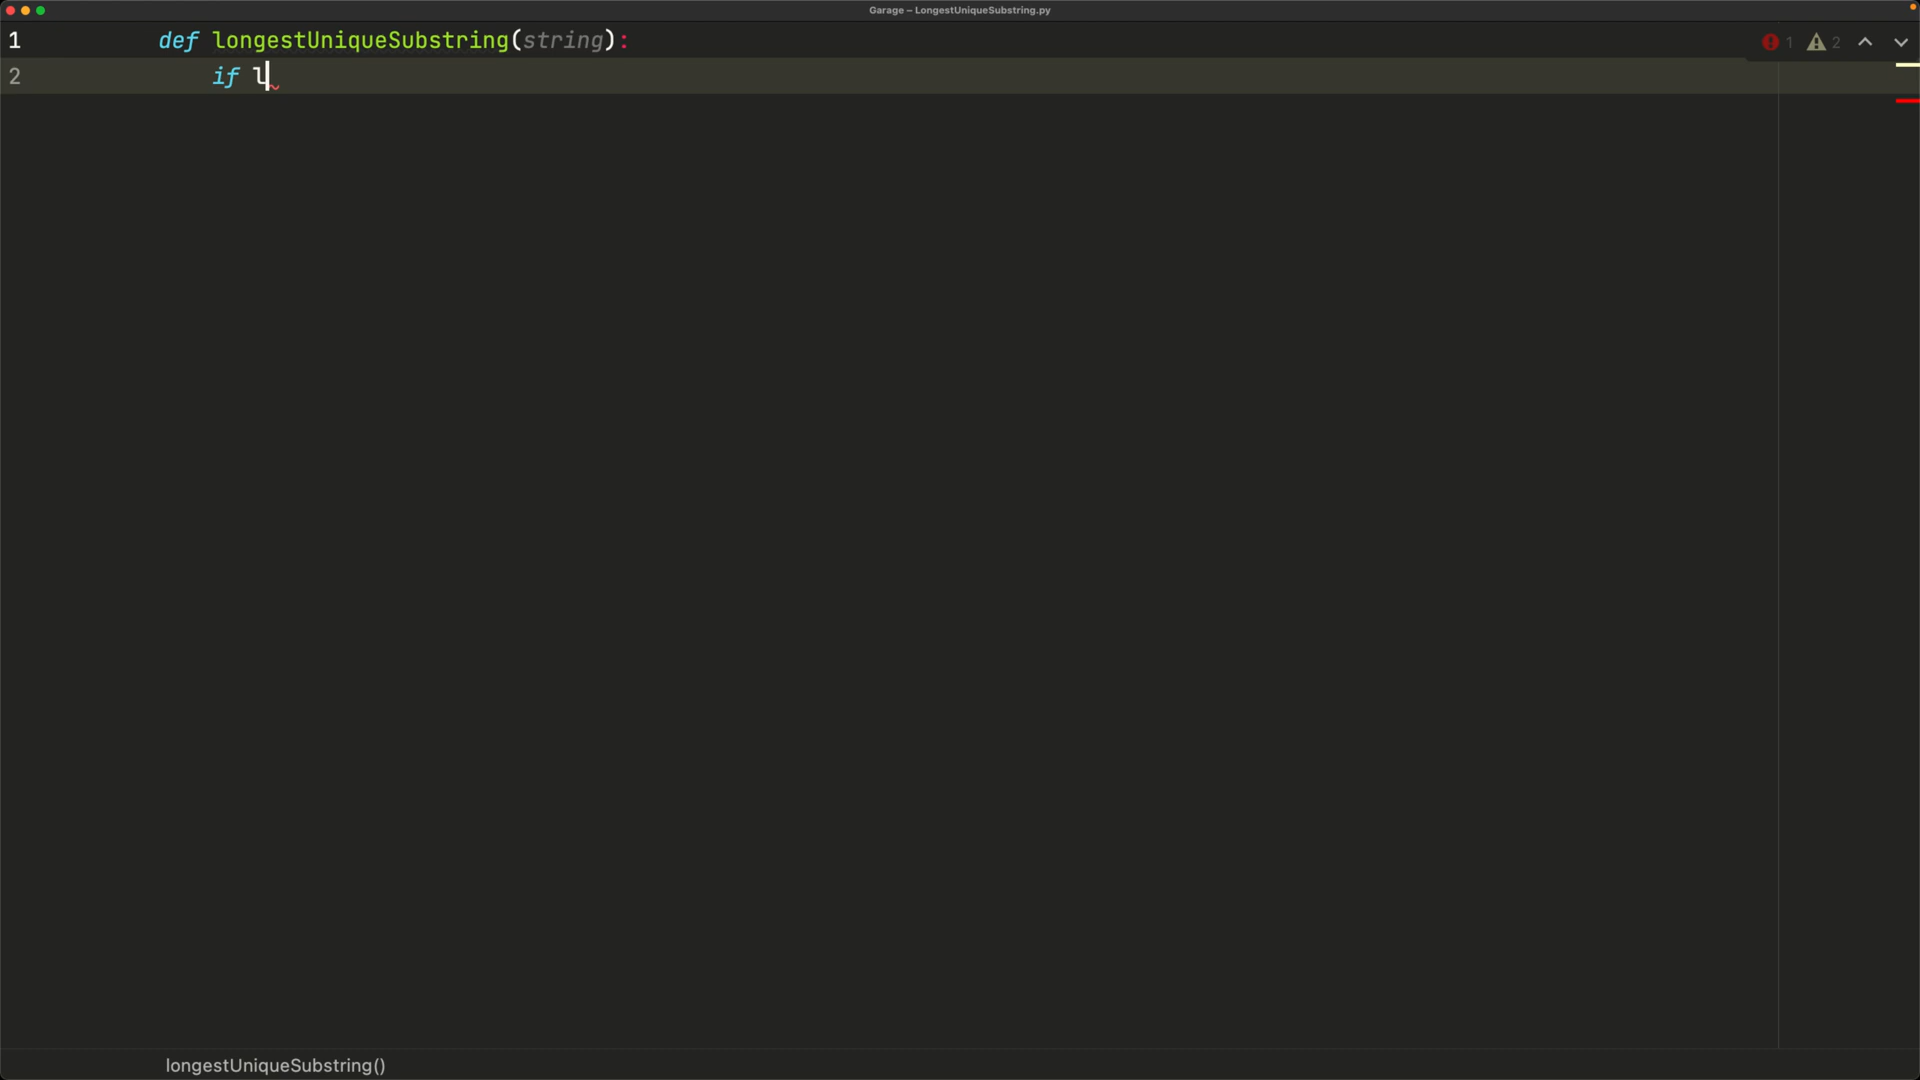 Garage – LongestUniqueSubstring.py
1 def longestUniqueSubstring(string): 1 2
2 if l
longestUniqueSubstring()